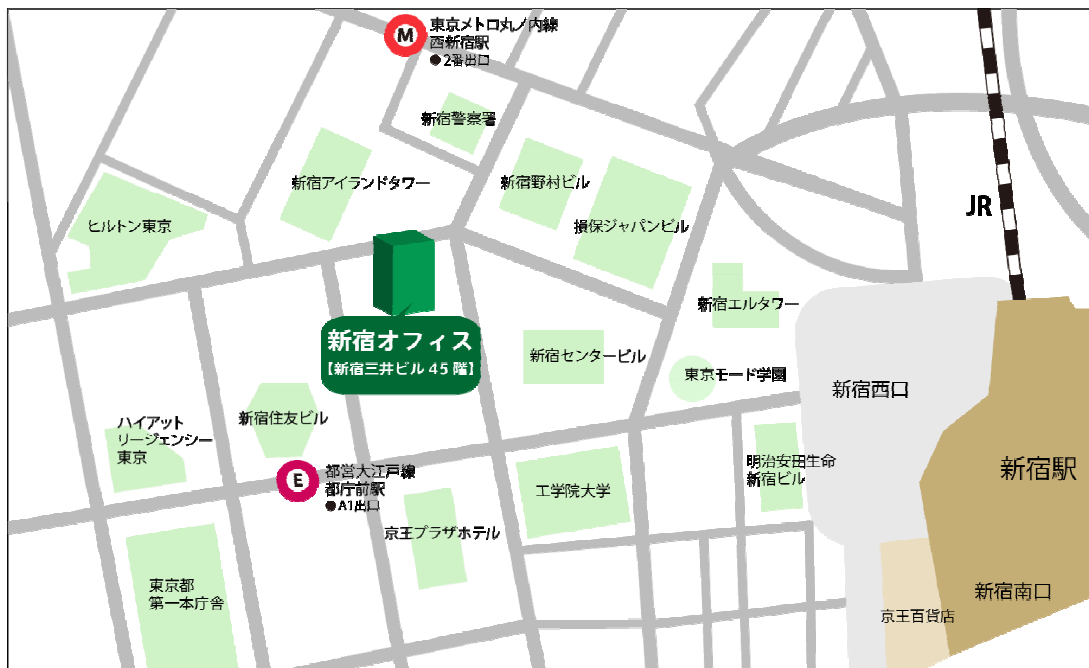 M
東京メトロ丸ノ内線
西新宿駅
●2番出口
新宿警察署
新宿アイランドタワー
新宿野村ビル
損保ジャパンビル
ヒルトン東京
JR
新宿エルタワー
新宿オフィス
【新宿三井ビル 45 階】
新宿センタービル
東京モード学園
新宿西口
新宿住友ビル
ハイアット
リージェンシー
東京
E
都営大江戸線
都庁前駅
●A1出口
工学院大学
明治安田生命
新宿ビル
新宿駅
京王プラザホテル
東京都
第一本庁舎
新宿南口
京王百貨店